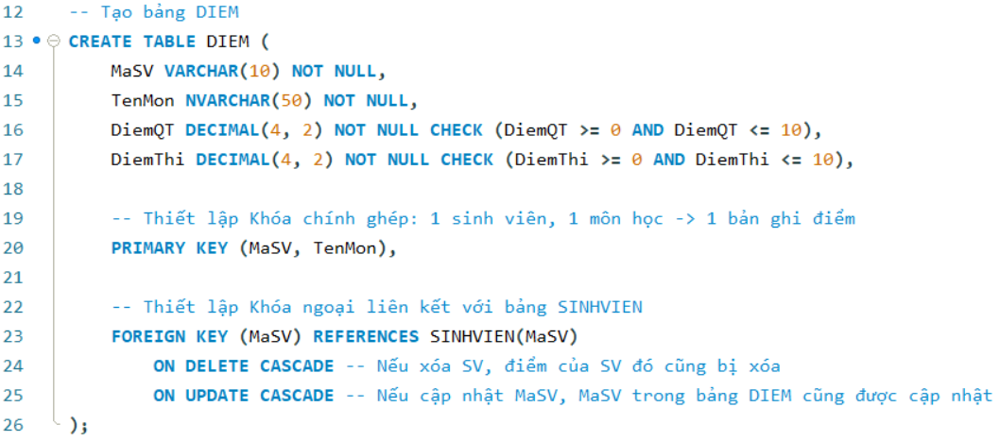 12 -- Tạo bảng DIEM
13 CREATE TABLE DIEM (
14 MaSV VARCHAR(10) NOT NULL,
15 TenMon NVARCHAR(50) NOT NULL,
16 DiemQT DECIMAL(4, 2) NOT NULL CHECK (DiemQT >= 0 AND DiemQT <= 10),
17 DiemThi DECIMAL(4, 2) NOT NULL CHECK (DiemThi >= 0 AND DiemThi <= 10),
18
19 -- Thiết lập Khóa chính ghép: 1 sinh viên, 1 môn học -> 1 bản ghi điểm
20 PRIMARY KEY (MaSV, TenMon),
21
22 -- Thiết lập Khóa ngoại liên kết với bảng SINHVIEN
23 FOREIGN KEY (MaSV) REFERENCES SINHVIEN(MaSV)
24 ON DELETE CASCADE -- Nếu xóa SV, điểm của SV đó cũng bị xóa
25 ON UPDATE CASCADE -- Nếu cập nhật MaSV, MaSV trong bảng DIEM cũng được cập nhật
26 );